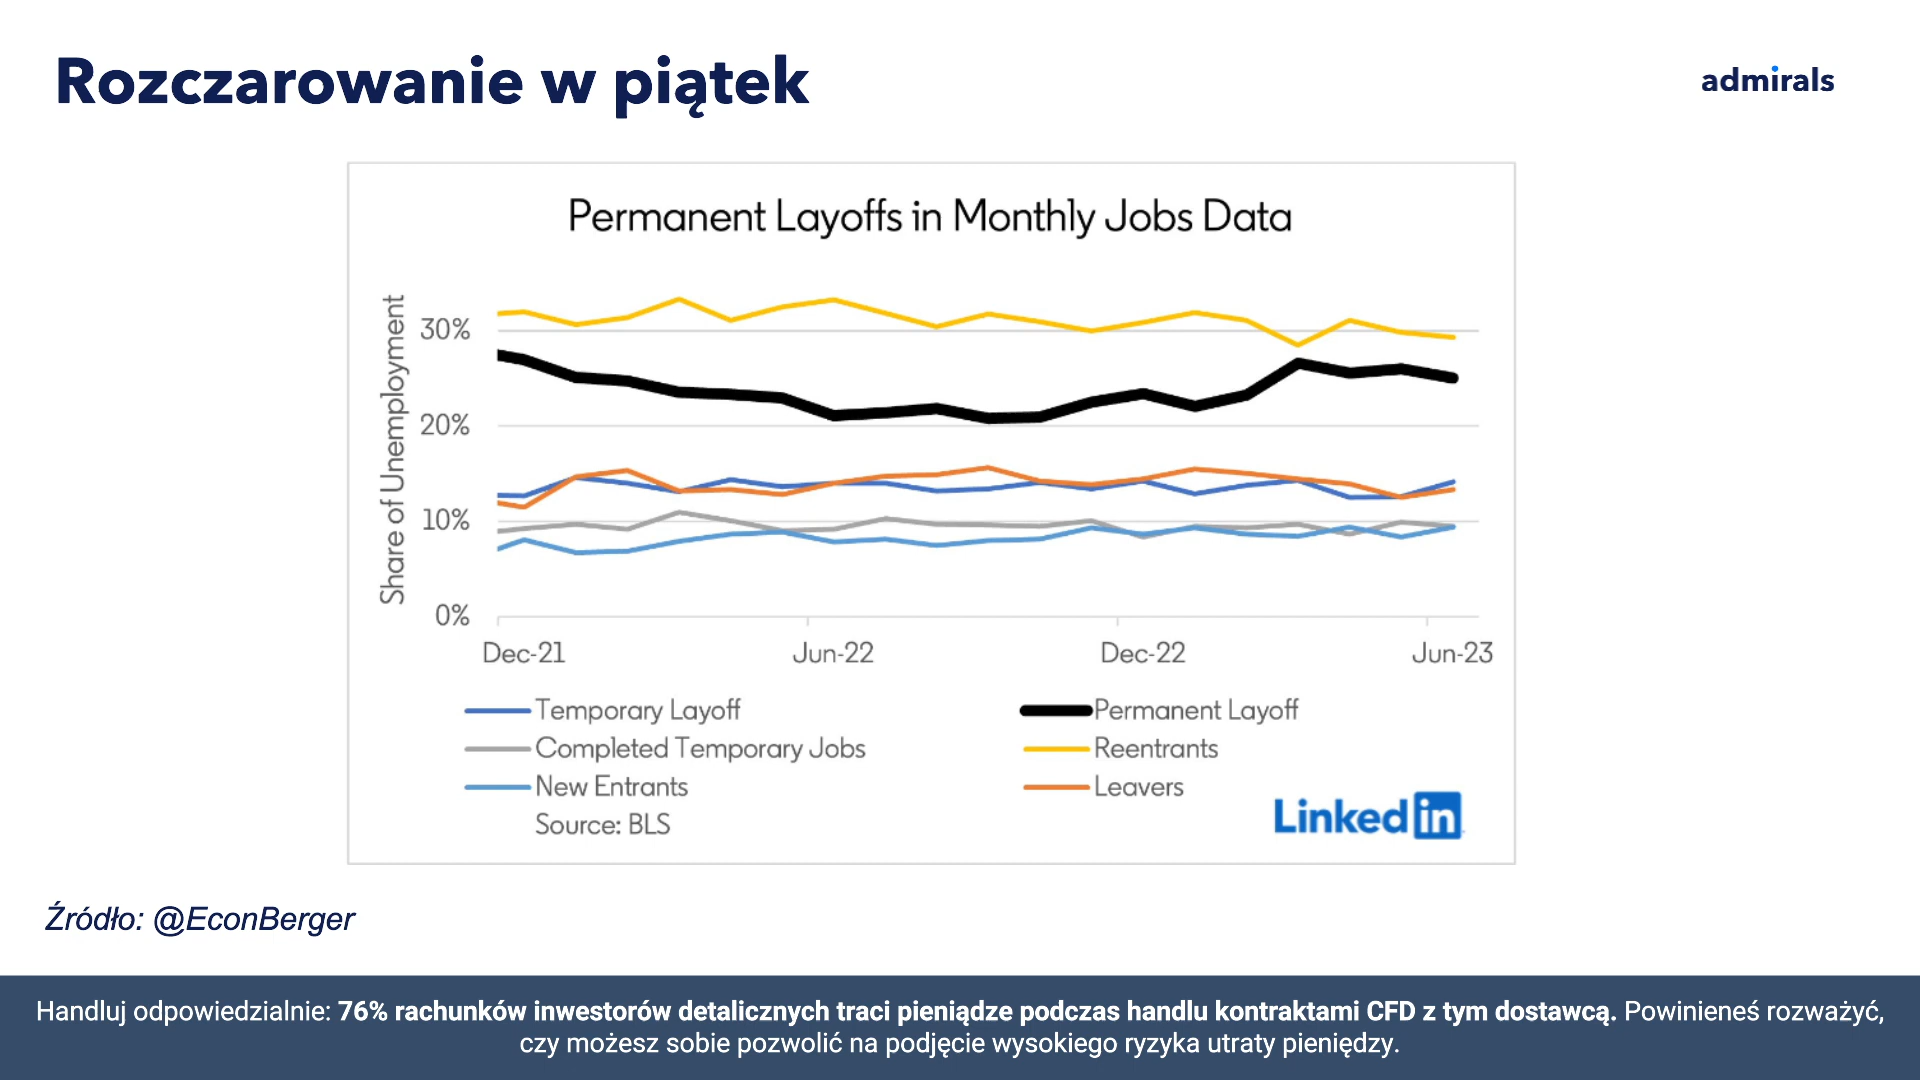 Rozczarowanie w piątek
admirals
Permanent Layoffs in Monthly Jobs Data
Share of Unemployment
30%
20%
10%
0%
Dec-21 Jun-22 Dec-22 Jun-23
Temporary Layoff Permanent Layoff
Completed Temporary Jobs Reentrants
New Entrants Leavers
Source: BLS
Linked in
Źródło: @EconBerger
Handluj odpowiedzialnie: 76% rachunków inwestorów detalicznych traci pieniądze podczas handlu kontraktami CFD z tym dostawcą. Powinieneś rozważyć,
czy możesz sobie pozwolić na podjęcie wysokiego ryzyka utraty pieniędzy.